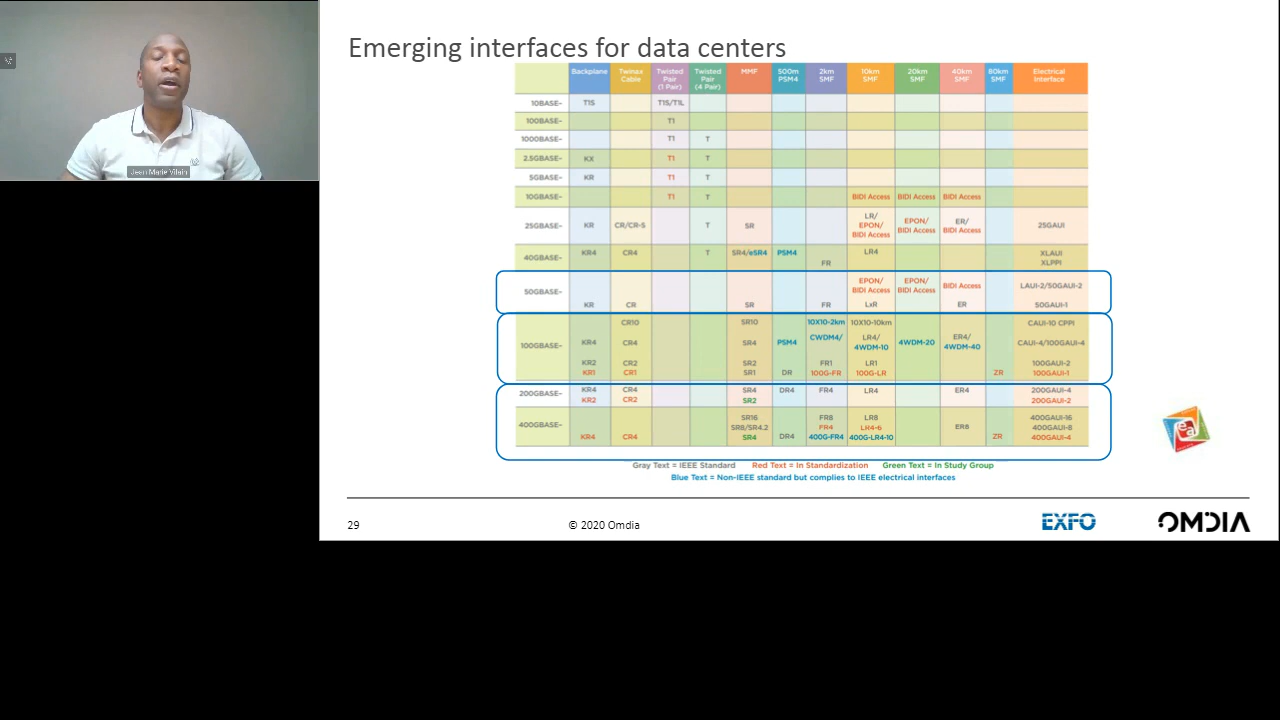 Jean Marie Vilain
Emerging interfaces for data centers
Backplane Twinax Cable Twisted Pair (1 Pair) Twisted Pair (4 Pair) MMF 500m PSM4 2km SMF 10km SMF 20km SMF 40km SMF 80km SMF Electrical Interface
10BASE- T1S T1S/T1L
100BASE- T1
1000BASE- T1 T
2.5GBASE- KX T1 T
5GBASE- KR T1 T
10GBASE- T1 T BIDI Access BIDI Access BIDI Access
25GBASE- KR CR/CR-S T SR LR/ EPON/ BIDI Access EPON/ BIDI Access ER/ BIDI Access 25GAUI
40GBASE- KR4 CR4 T SR4/eSR4 PSM4 FR LR4 XLAUI XLPPI
50GBASE- EPON/ BIDI Access EPON/ BIDI Access BIDI Access LAUI-2/50GAUI-2
KR CR SR FR LxR ER 50GAUI-1
100GBASE- CR10 SR10 10X10-2km 10X10-10km CAUI-10 CPPI
KR4 CR4 SR4 PSM4 CWDM4/ LR4/ 4WDM-10 4WDM-20 ER4/ 4WDM-40 CAUI-4/100GAUI-4
KR2 CR2 SR2 FR1 LR1 100GAUI-2
KR1 CR1 SR1 DR 100G-FR 100G-LR ZR 100GAUI-1
200GBASE- KR4 CR4 SR4 DR4 FR4 LR4 ER4 200GAUI-4
KR2 CR2 SR2 200GAUI-2
400GBASE- SR16 FR8 LR8 400GAUI-16
SR8/SR4.2 FR4 LR4-6 ER8 400GAUI-8
KR4 CR4 SR4 DR4 400G-FR4 400G-LR4-10 ZR 400GAUI-4
Gray Text = IEEE Standard Red Text = In Standardization Green Text = In Study Group
Blue Text = Non-IEEE standard but complies to IEEE electrical interfaces
ea
29 © 2020 Omdia EXFO OMDIA